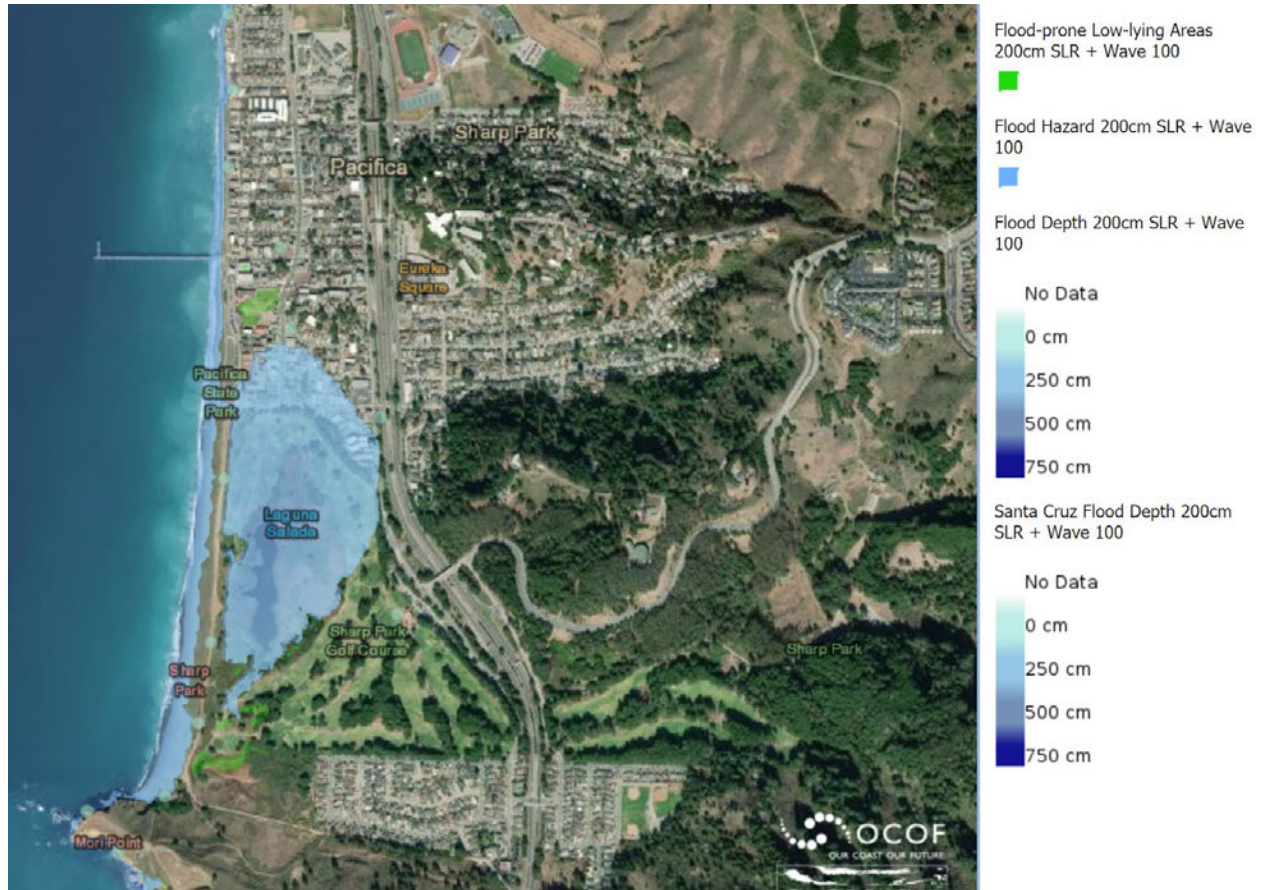 Sharp Park
Pacifica
Eureka
Square
Pacifica
State
Park
Laguna
Salada
Sharp Park
Golf Course
Sharp Park
Sharp
Park
Mori Point
OCOF
OUR COAST OUR FUTURE
Flood-prone Low-lying Areas
200cm SLR + Wave 100
Flood Hazard 200cm SLR + Wave
100
Flood Depth 200cm SLR + Wave
100
No Data
0 cm
250 cm
500 cm
750 cm
Santa Cruz Flood Depth 200cm
SLR + Wave 100
No Data
0 cm
250 cm
500 cm
750 cm